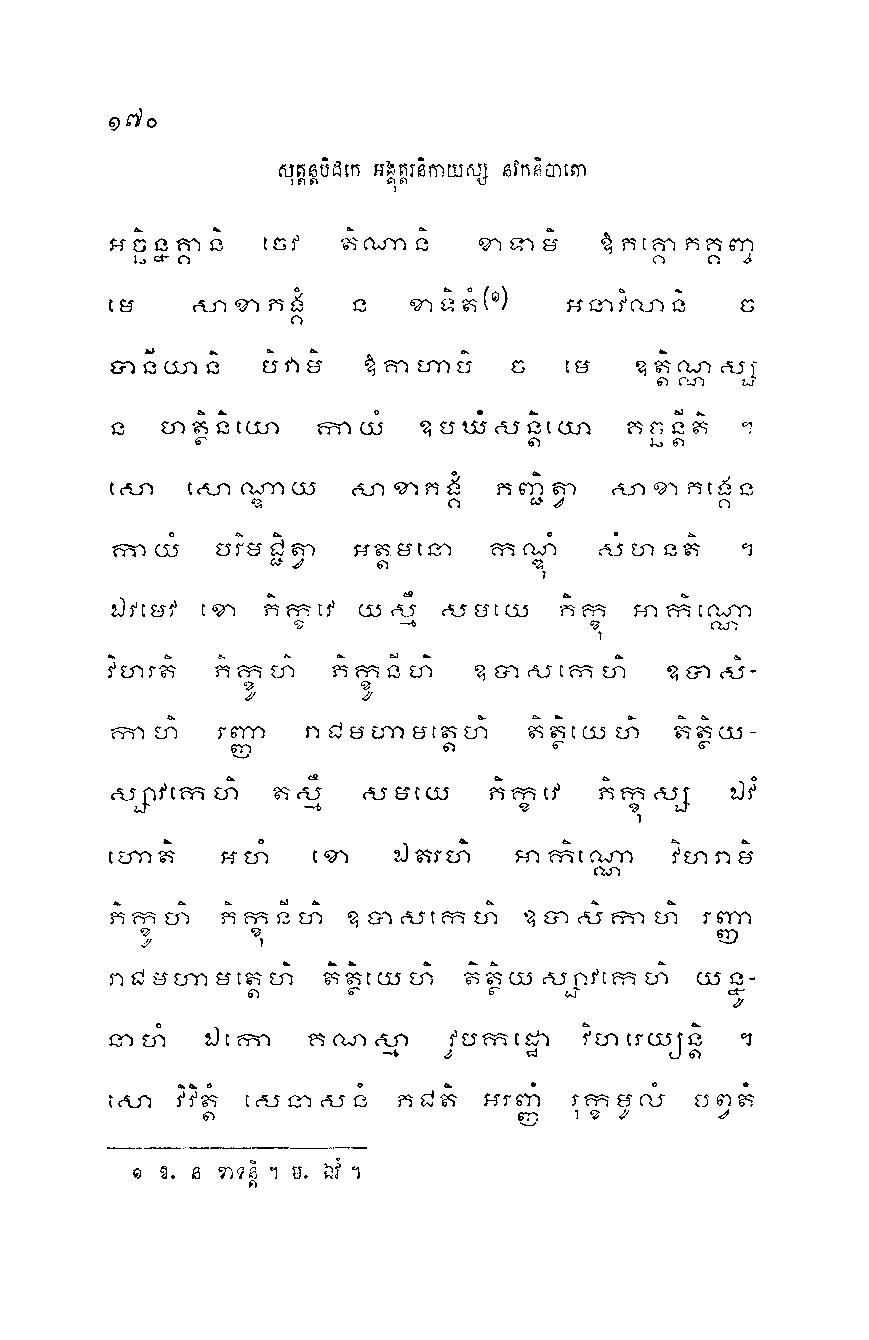 ១៧០
សុត្តន្តបិដកេ អង្គុត្តរនិកាយស្ស នវកនិបាតោ
អច្ឆិន្នគ្គានិ ចេវ តិណានិ ខាទាមិ ឱភគ្គោភគ្គញ្ច
មេ សាខាភង្គំ ន ខាទិតំ(១) អនាវិលានិ ច
បានីយានិ បិវាមិ ឱគាហាបិ ច មេ ឧត្តិណ្ណស្ស
ន ហត្ថិនិយោ កាយំ ឧបឃំសន្តិយោ គច្ឆន្តីតិ ។
សោ សោណ្ឌាយ សាខាភង្គំ ភញ្ជិត្វា សាខាភង្គេន
កាយំ បរិមជ្ជិត្វា អត្តមនោ កណ្ឌុំ សំហនតិ ។
ឯវមេវ ខោ ភិក្ខវេ យស្មឹ សមយេ ភិក្ខុ អាកិណ្ណោ
វិហរតិ ភិក្ខូហិ ភិក្ខូនីហិ ឧបាសកេហិ ឧបាសិ-
កាហិ រញ្ញា រាជមហាមត្តេហិ តិត្ថិយេហិ តិត្ថិយ-
ស្សាវកេហិ តស្មឹ សមយេ ភិក្ខវេ ភិក្ខុស្ស ឯវំ
ហោតិ អហំ ខោ ឯតរហិ អាកិណ្ណោ វិហរាមិ
ភិក្ខូហិ ភិក្ខុនីហិ ឧបាសកេហិ ឧបាសិកាហិ រញ្ញា
រាជមហាមត្តេហិ តិត្ថិយេហិ តិត្ថិយស្សាវកេហិ យន្នូ-
នាហំ ឯកោ គណស្មា វូបកដ្ឋោ វិហរេយ្យន្តិ ។
សោ វិវិត្តំ សេនាសនំ ភជតិ អរញ្ញំ រុក្ខមូលំ បព្វតំ
១ ឧ. ន ខាទន្តិ ។ ម. ឯវំ ។